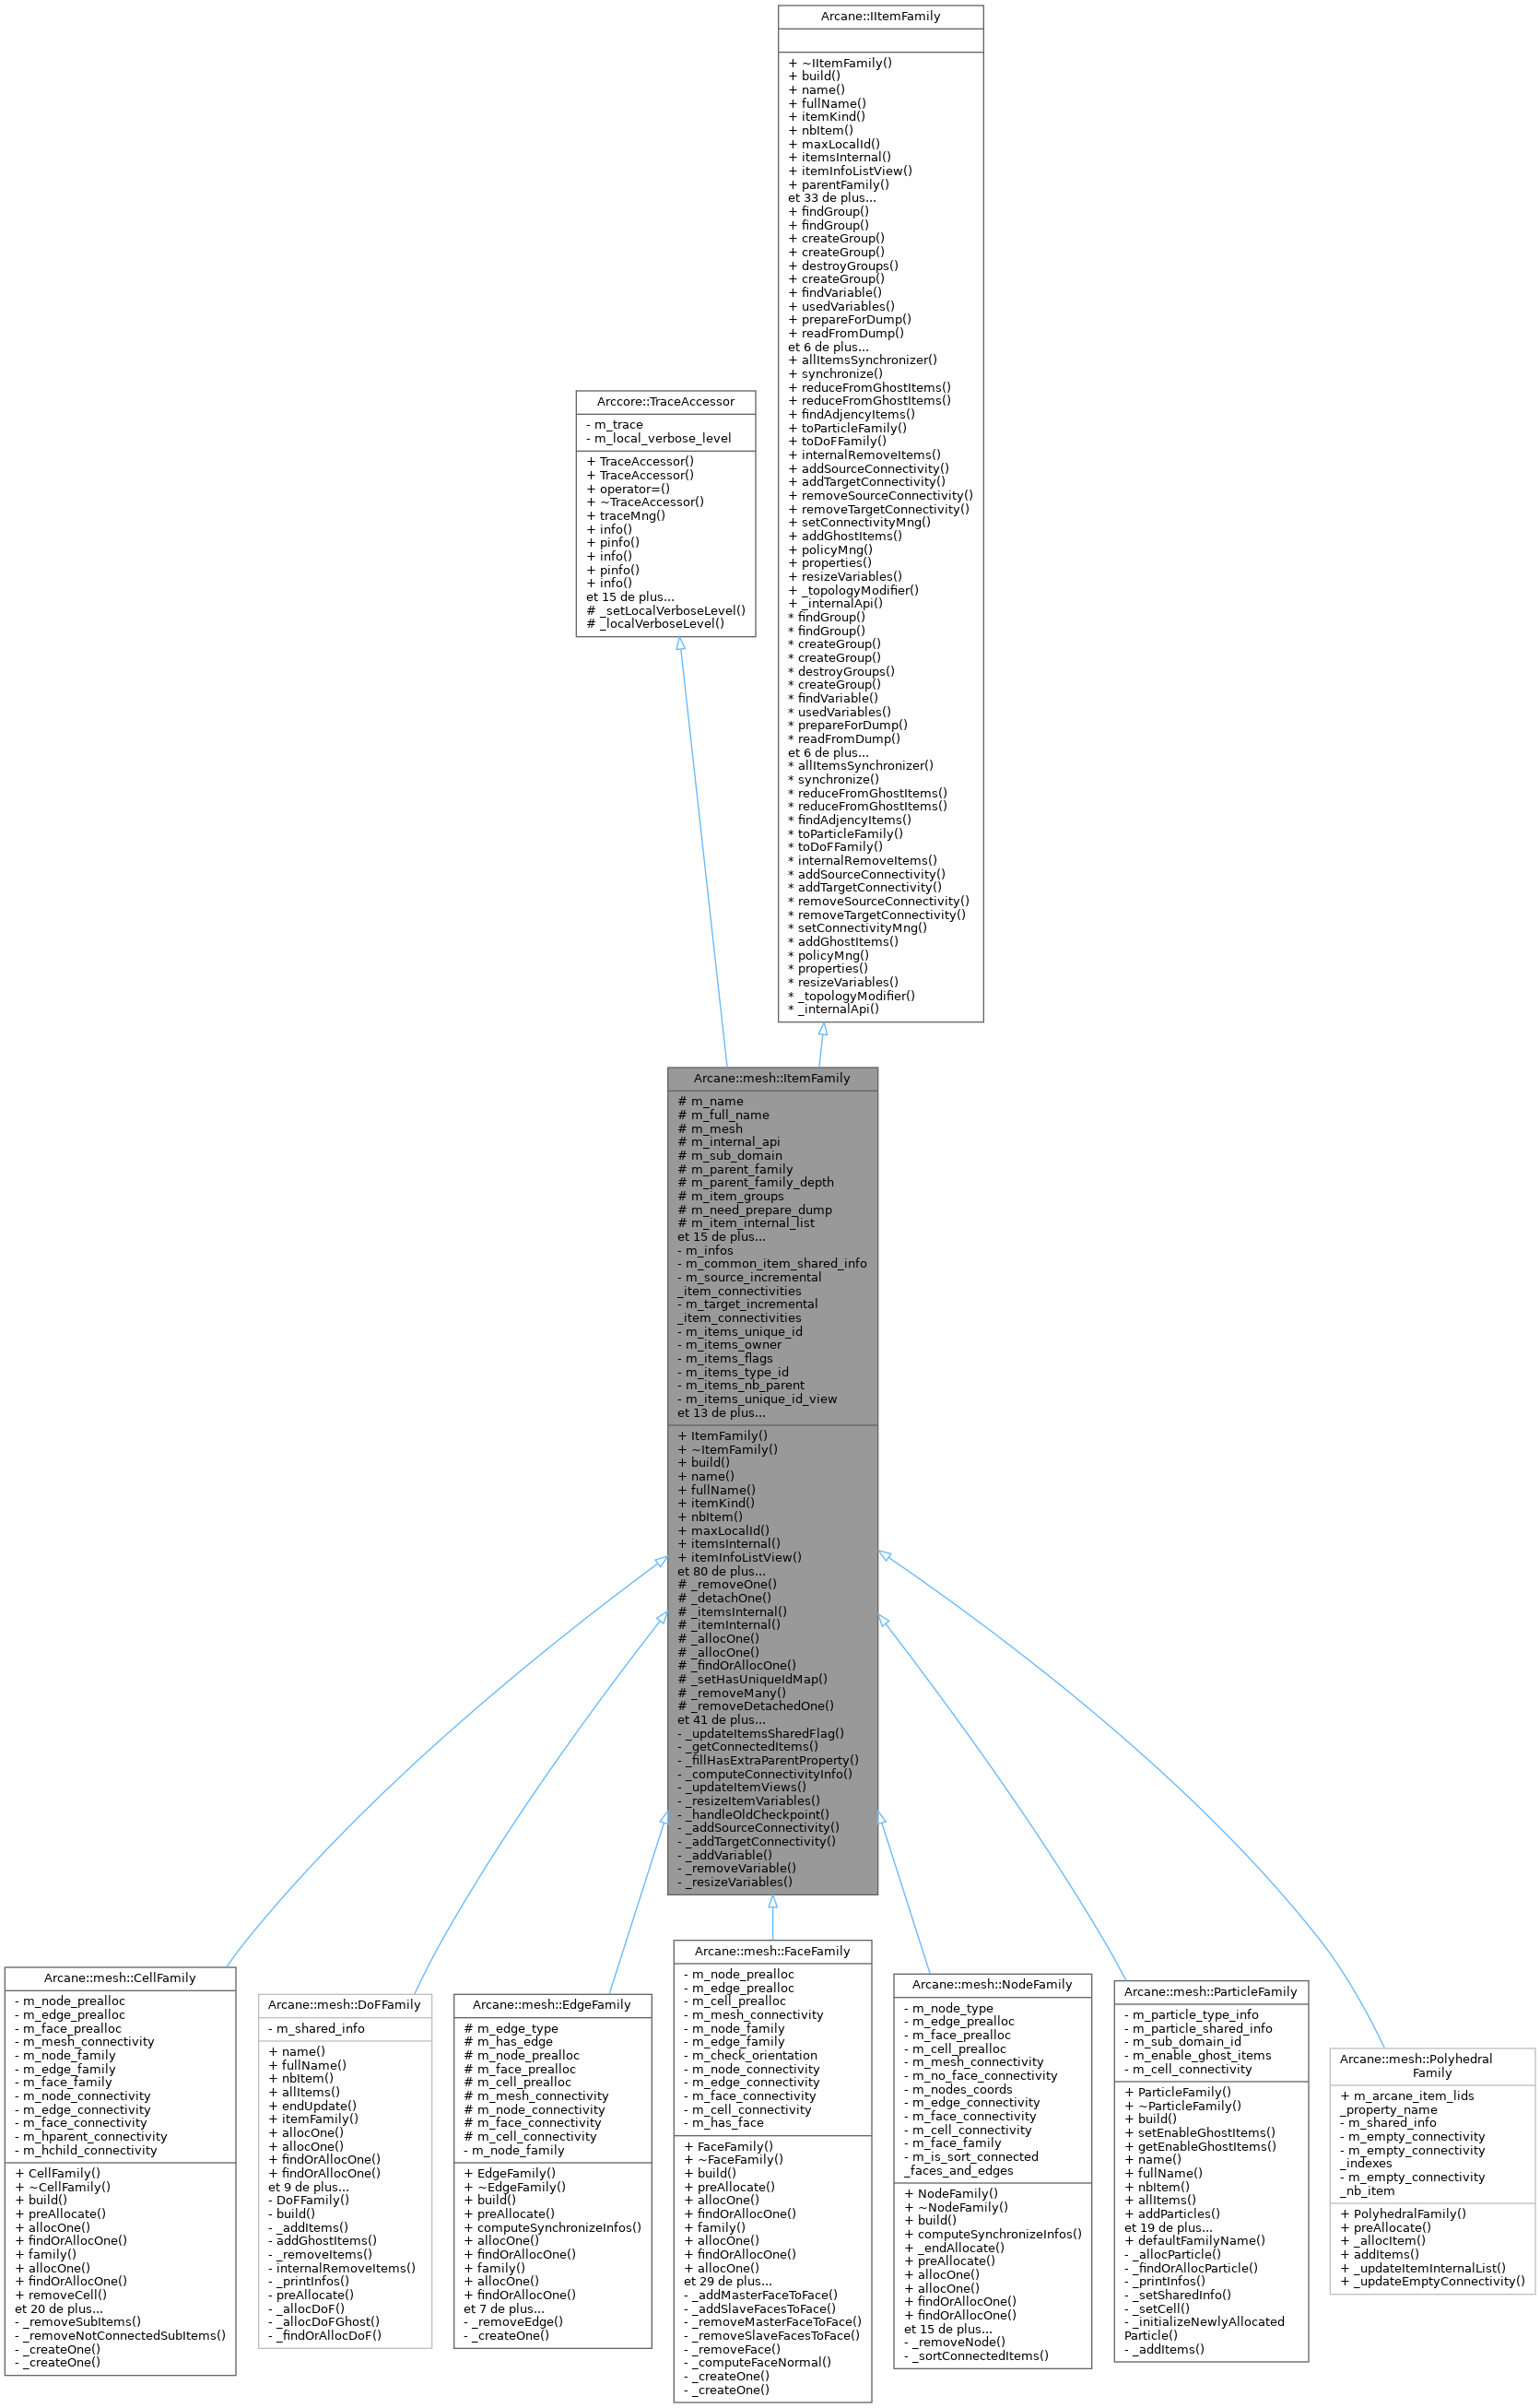 Arcane::IItemFamily
+ ~IItemFamily()
+ build()
+ name()
+ fullName()
+ itemKind()
+ nbItem()
+ maxLocalId()
+ itemsInternal()
+ itemInfoListView()
+ parentFamily()
et 33 de plus...
+ findGroup()
+ findGroup()
+ createGroup()
+ createGroup()
+ destroyGroups()
+ createGroup()
+ findVariable()
+ usedVariables()
+ prepareForDump()
+ readFromDump()
et 6 de plus...
+ allItemsSynchronizer()
+ synchronize()
+ reduceFromGhostItems()
+ reduceFromGhostItems()
+ findAdjencyItems()
+ toParticleFamily()
+ toDoFFamily()
+ internalRemoveItems()
+ addSourceConnectivity()
+ addTargetConnectivity()
+ removeSourceConnectivity()
+ removeTargetConnectivity()
+ setConnectivityMng()
+ addGhostItems()
+ policyMng()
+ properties()
+ resizeVariables()
+ _topologyModifier()
+ _internalApi()
* findGroup()
* findGroup()
* createGroup()
* createGroup()
* destroyGroups()
* createGroup()
* findVariable()
* usedVariables()
* prepareForDump()
* readFromDump()
et 6 de plus...
* allItemsSynchronizer()
* synchronize()
* reduceFromGhostItems()
* reduceFromGhostItems()
* findAdjencyItems()
* toParticleFamily()
* toDoFFamily()
* internalRemoveItems()
* addSourceConnectivity()
* addTargetConnectivity()
* removeSourceConnectivity()
* removeTargetConnectivity()
* setConnectivityMng()
* addGhostItems()
* policyMng()
* properties()
* resizeVariables()
* _topologyModifier()
* _internalApi()
Arccore::TraceAccessor
- m_trace
- m_local_verbose_level
+ TraceAccessor()
+ TraceAccessor()
+ operator=()
+ ~TraceAccessor()
+ traceMng()
+ info()
+ pinfo()
+ info()
+ pinfo()
+ info()
et 15 de plus...
# _setLocalVerboseLevel()
# _localVerboseLevel()
Arcane::mesh::ItemFamily
# m_name
# m_full_name
# m_mesh
# m_internal_api
# m_sub_domain
# m_parent_family
# m_parent_family_depth
# m_item_groups
# m_need_prepare_dump
# m_item_internal_list
et 15 de plus...
- m_infos
- m_common_item_shared_info
- m_source_incremental
_item_connectivities
- m_target_incremental
_item_connectivities
- m_items_unique_id
- m_items_owner
- m_items_flags
- m_items_type_id
- m_items_nb_parent
- m_items_unique_id_view
et 13 de plus...
+ ItemFamily()
+ ~ItemFamily()
+ build()
+ name()
+ fullName()
+ itemKind()
+ nbItem()
+ maxLocalId()
+ itemsInternal()
+ itemInfoListView()
et 80 de plus...
# _removeOne()
# _detachOne()
# _itemsInternal()
# _itemInternal()
# _allocOne()
# _allocOne()
# _findOrAllocOne()
# _setHasUniqueIdMap()
# _removeMany()
# _removeDetachedOne()
et 41 de plus...
- _updateItemsSharedFlag()
- _getConnectedItems()
- _fillHasExtraParentProperty()
- _computeConnectivityInfo()
- _updateItemViews()
- _resizeItemVariables()
- _handleOldCheckpoint()
- _addSourceConnectivity()
- _addTargetConnectivity()
- _addVariable()
- _removeVariable()
- _resizeVariables()
Arcane::mesh::CellFamily
- m_node_prealloc
- m_edge_prealloc
- m_face_prealloc
- m_mesh_connectivity
- m_node_family
- m_edge_family
- m_face_family
- m_node_connectivity
- m_edge_connectivity
- m_face_connectivity
- m_hparent_connectivity
- m_hchild_connectivity
+ CellFamily()
+ ~CellFamily()
+ build()
+ preAllocate()
+ allocOne()
+ findOrAllocOne()
+ family()
+ allocOne()
+ findOrAllocOne()
+ removeCell()
et 20 de plus...
- _removeSubItems()
- _removeNotConnectedSubItems()
- _createOne()
- _createOne()
Arcane::mesh::DoFFamily
- m_shared_info
+ name()
+ fullName()
+ nbItem()
+ allItems()
+ endUpdate()
+ itemFamily()
+ allocOne()
+ allocOne()
+ findOrAllocOne()
+ findOrAllocOne()
et 9 de plus...
- DoFFamily()
- build()
- _addItems()
- addGhostItems()
- _removeItems()
- internalRemoveItems()
- _printInfos()
- preAllocate()
- _allocDoF()
- _allocDoFGhost()
- _findOrAllocDoF()
Arcane::mesh::EdgeFamily
# m_edge_type
# m_has_edge
# m_node_prealloc
# m_face_prealloc
# m_cell_prealloc
# m_mesh_connectivity
# m_node_connectivity
# m_face_connectivity
# m_cell_connectivity
- m_node_family
+ EdgeFamily()
+ ~EdgeFamily()
+ build()
+ preAllocate()
+ computeSynchronizeInfos()
+ allocOne()
+ findOrAllocOne()
+ family()
+ allocOne()
+ findOrAllocOne()
et 7 de plus...
- _removeEdge()
- _createOne()
Arcane::mesh::FaceFamily
- m_node_prealloc
- m_edge_prealloc
- m_cell_prealloc
- m_mesh_connectivity
- m_node_family
- m_edge_family
- m_check_orientation
- m_node_connectivity
- m_edge_connectivity
- m_face_connectivity
- m_cell_connectivity
- m_has_face
+ FaceFamily()
+ ~FaceFamily()
+ build()
+ preAllocate()
+ allocOne()
+ findOrAllocOne()
+ family()
+ allocOne()
+ findOrAllocOne()
+ allocOne()
et 29 de plus...
- _addMasterFaceToFace()
- _addSlaveFacesToFace()
- _removeMasterFaceToFace()
- _removeSlaveFacesToFace()
- _removeFace()
- _computeFaceNormal()
- _createOne()
- _createOne()
Arcane::mesh::NodeFamily
- m_node_type
- m_edge_prealloc
- m_face_prealloc
- m_cell_prealloc
- m_mesh_connectivity
- m_no_face_connectivity
- m_nodes_coords
- m_edge_connectivity
- m_face_connectivity
- m_cell_connectivity
- m_face_family
- m_is_sort_connected
_faces_and_edges
+ NodeFamily()
+ ~NodeFamily()
+ build()
+ computeSynchronizeInfos()
+ _endAllocate()
+ preAllocate()
+ allocOne()
+ allocOne()
+ findOrAllocOne()
+ findOrAllocOne()
et 15 de plus...
- _removeNode()
- _sortConnectedItems()
Arcane::mesh::ParticleFamily
- m_particle_type_info
- m_particle_shared_info
- m_sub_domain_id
- m_enable_ghost_items
- m_cell_connectivity
+ ParticleFamily()
+ ~ParticleFamily()
+ build()
+ setEnableGhostItems()
+ getEnableGhostItems()
+ name()
+ fullName()
+ nbItem()
+ allItems()
+ addParticles()
et 19 de plus...
+ defaultFamilyName()
- _allocParticle()
- _findOrAllocParticle()
- _printInfos()
- _setSharedInfo()
- _setCell()
- _initializeNewlyAllocated
Particle()
- _addItems()
Arcane::mesh::Polyhedral
Family
+ m_arcane_item_lids
_property_name
- m_shared_info
- m_empty_connectivity
- m_empty_connectivity
_indexes
- m_empty_connectivity
_nb_item
+ PolyhedralFamily()
+ preAllocate()
+ _allocItem()
+ addItems()
+ _updateItemInternalList()
+ _updateEmptyConnectivity()